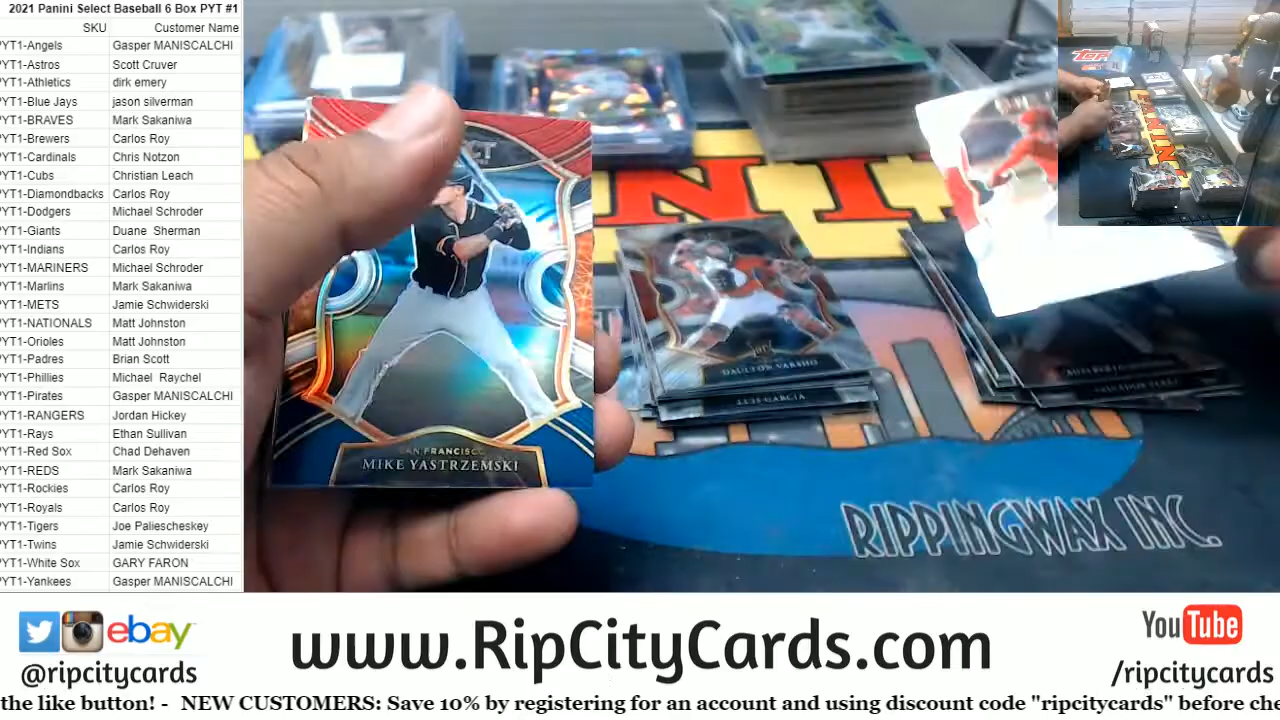 2021 Panini Select Baseball 6 Box PYT #1
SKU Customer Name
PYT1-Angels Gasper MANISCALCHI
PYT1-Astros Scott Cruver
PYT1-Athletics dirk emery
PYT1-Blue Jays jason silverman
PYT1-BRAVES Mark Sakaniwa
PYT1-Brewers Carlos Roy
PYT1-Cardinals Chris Notzon
PYT1-Cubs Christian Leach
PYT1-Diamondbacks Carlos Roy
PYT1-Dodgers Michael Schroder
PYT1-Giants Duane Sherman
PYT1-Indians Carlos Roy
PYT1-MARINERS Michael Schroder
PYT1-Marlins Mark Sakaniwa
PYT1-METS Jamie Schwiderski
PYT1-NATIONALS Matt Johnston
PYT1-Orioles Matt Johnston
PYT1-Padres Brian Scott
PYT1-Phillies Michael Raychel
PYT1-Pirates Gasper MANISCALCHI
PYT1-RANGERS Jordan Hickey
PYT1-Rays Ethan Sullivan
PYT1-Red Sox Chad Dehaven
PYT1-REDS Mark Sakaniwa
PYT1-Rockies Carlos Roy
PYT1-Royals Carlos Roy
PYT1-Tigers Joe Paliescheskey
PYT1-Twins Jamie Schwiderski
PYT1-White Sox GARY FARON
PYT1-Yankees Gasper MANISCALCHI
CT
SAN FRANCISCO
MIKE YASTRZEMSKI
DAULTON VARSHO
LUIS GARCIA
NINI
topps
PANINI
RIPPINGWAX INC.
ebay
@ripcitycards
www.RipCityCards.com
YouTube
/ripcitycards
the like button! - NEW CUSTOMERS: Save 10% by registering for an account and using discount code "ripcitycards" before che